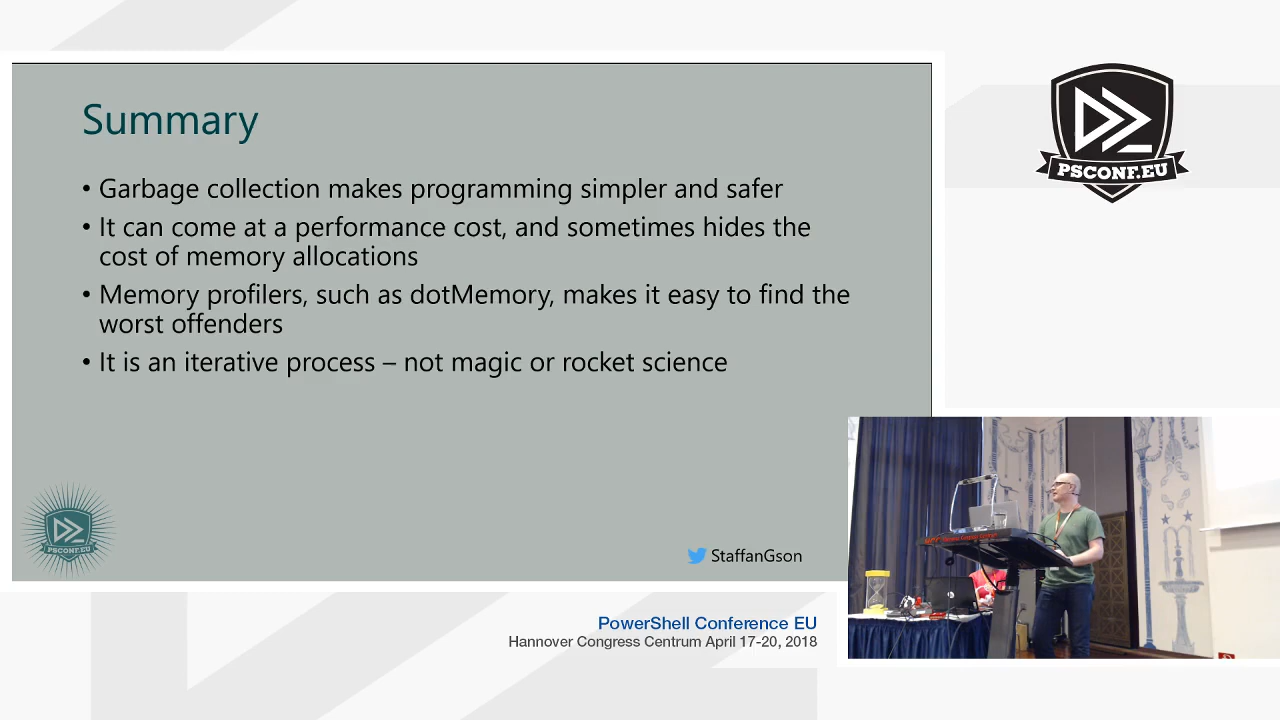 Summary
• Garbage collection makes programming simpler and safer
• It can come at a performance cost, and sometimes hides the
cost of memory allocations
• Memory profilers, such as dotMemory, makes it easy to find the
worst offenders
• It is an iterative process – not magic or rocket science
PSCONF.EU
StaffanGson
PSCONF.EU
PowerShell Conference EU
Hannover Congress Centrum April 17-20, 2018